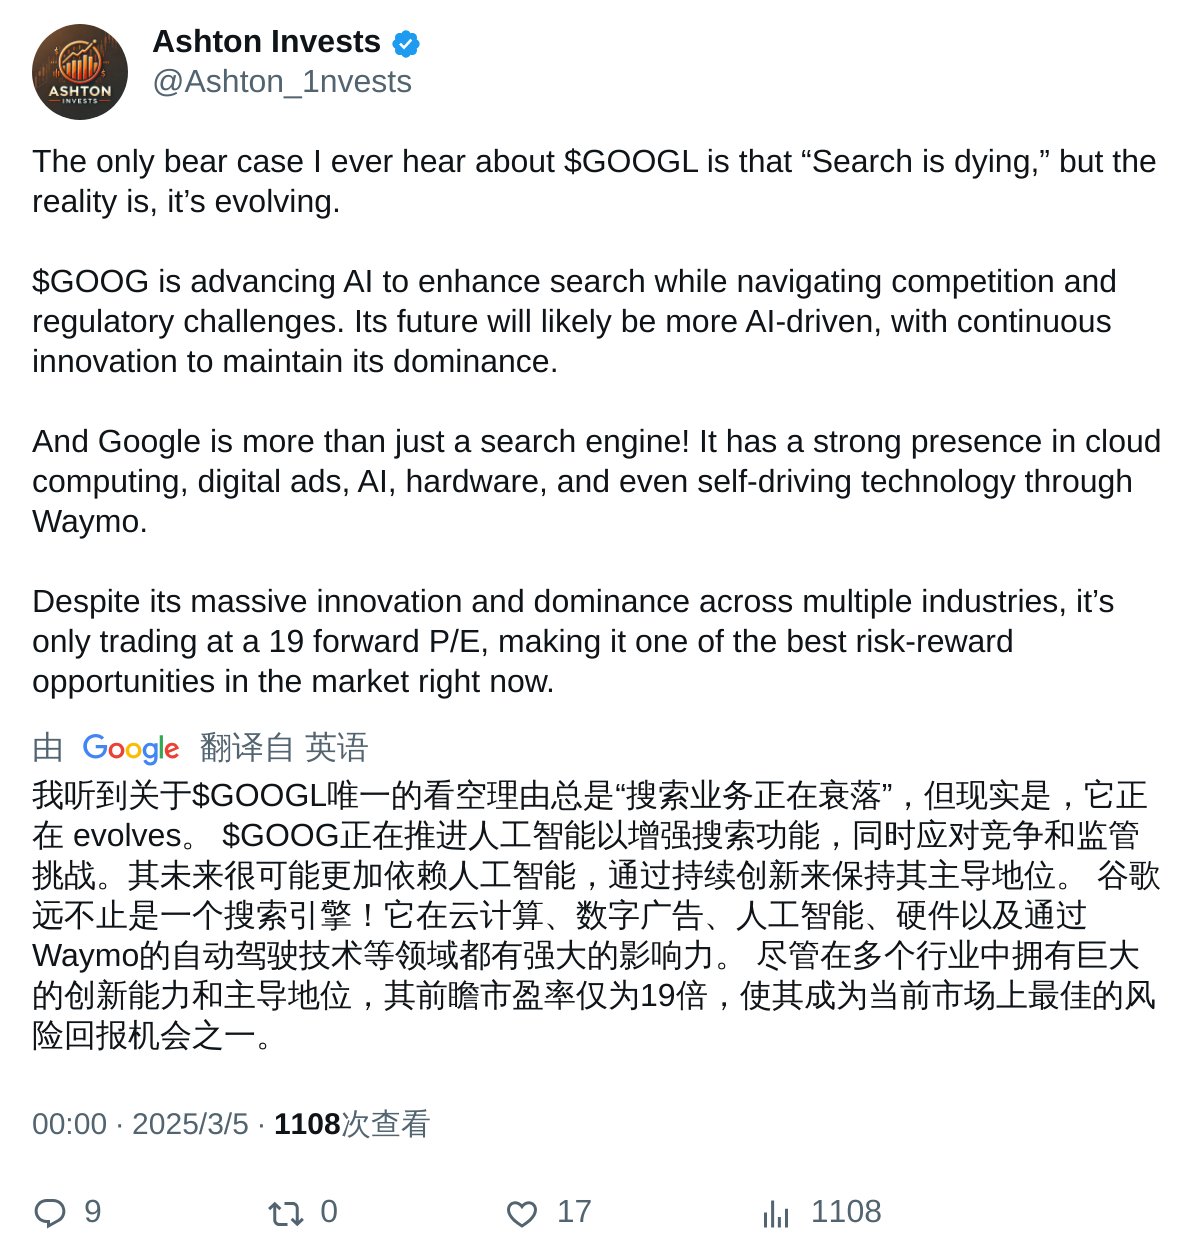 ASHTON
INVESTS
Ashton Invests
@Ashton_1nvests
The only bear case I ever hear about $GOOGL is that “Search is dying,” but the
reality is, it’s evolving.
$GOOG is advancing AI to enhance search while navigating competition and
regulatory challenges. Its future will likely be more AI-driven, with continuous
innovation to maintain its dominance.
And Google is more than just a search engine! It has a strong presence in cloud
computing, digital ads, AI, hardware, and even self-driving technology through
Waymo.
Despite its massive innovation and dominance across multiple industries, it’s
only trading at a 19 forward P/E, making it one of the best risk-reward
opportunities in the market right now.
由 Google 翻译自 英语
我听到关于$GOOGL唯一的看空理由总是“搜索业务正在衰落”，但现实是，它正
在 evolves。 $GOOG正在推进人工智能以增强搜索功能，同时应对竞争和监管
挑战。其未来很可能更加依赖人工智能，通过持续创新来保持其主导地位。 谷歌
远不止是一个搜索引擎！它在云计算、数字广告、人工智能、硬件以及通过
Waymo的自动驾驶技术等领域都有强大的影响力。 尽管在多个行业中拥有巨大
的创新能力和主导地位，其前瞻市盈率仅为19倍，使其成为当前市场上最佳的风
险回报机会之一。
00:00 · 2025/3/5 · 1108次查看
9 0 17 1108